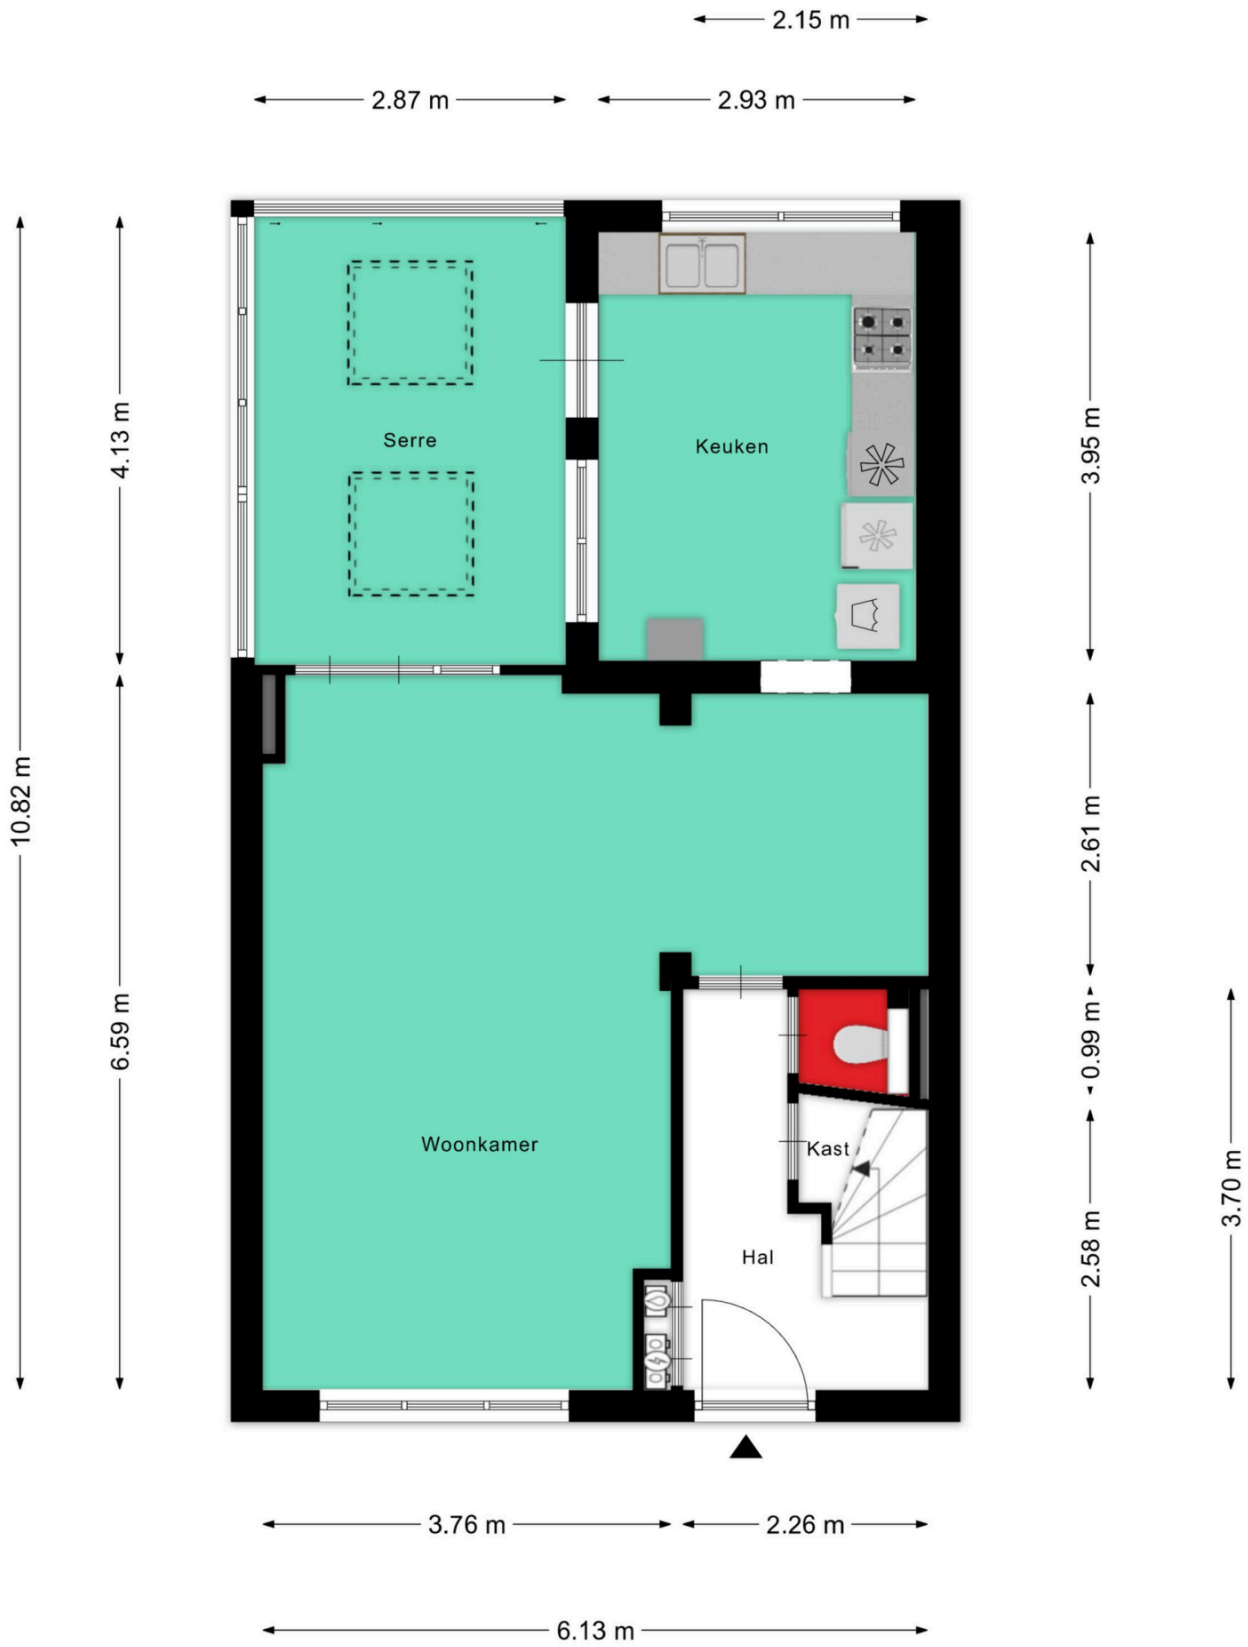 2.15 m
2.87 m
2.93 m
10.82 m
4.13 m
6.59 m
Serre
Keuken
3.95 m
2.61 m
0.99 m
2.58 m
3.70 m
Woonkamer
Kast
Hal
3.76 m
2.26 m
6.13 m